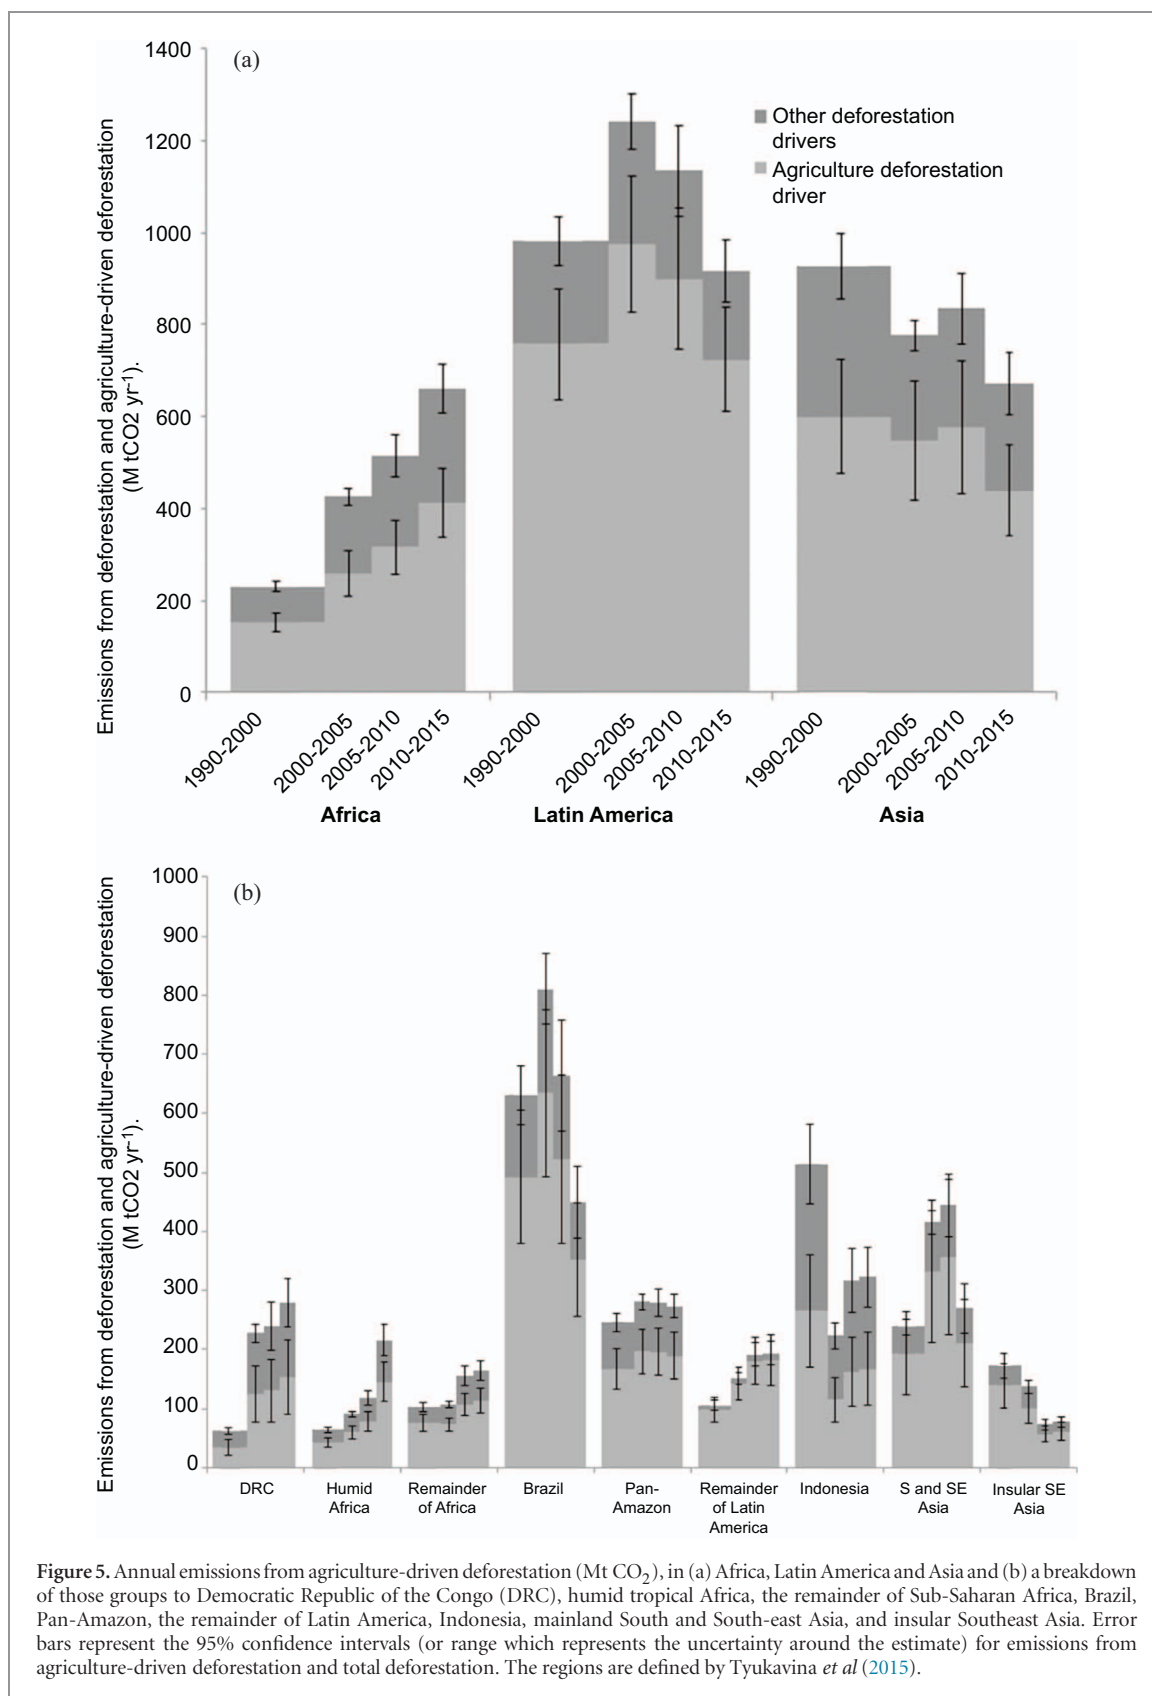 (a)
Emissions from deforestation and agriculture-driven deforestation
(M tCO2 yr-1).
1400
1200
1000
800
600
400
200
0
Other deforestation
drivers
Agriculture deforestation
driver
1990-2000
2000-2005
2005-2010
2010-2015
1990-2000
2000-2005
2005-2010
2010-2015
1990-2000
2000-2005
2005-2010
2010-2015
Africa
Latin America
Asia
(b)
Emissions from deforestation and agriculture-driven deforestation
(M tCO2 yr-1).
1000
900
800
700
600
500
400
300
200
100
0
DRC
Humid
Africa
Remainder
of Africa
Brazil
Pan-
Amazon
Remainder
of Latin
America
Indonesia
S and SE
Asia
Insular SE
Asia
Figure 5. Annual emissions from agriculture-driven deforestation (Mt CO2), in (a) Africa, Latin America and Asia and (b) a breakdown
of those groups to Democratic Republic of the Congo (DRC), humid tropical Africa, the remainder of Sub-Saharan Africa, Brazil,
Pan-Amazon, the remainder of Latin America, Indonesia, mainland South and South-east Asia, and insular Southeast Asia. Error
bars represent the 95% confidence intervals (or range which represents the uncertainty around the estimate) for emissions from
agriculture-driven deforestation and total deforestation. The regions are defined by Tyukavina et al (2015).